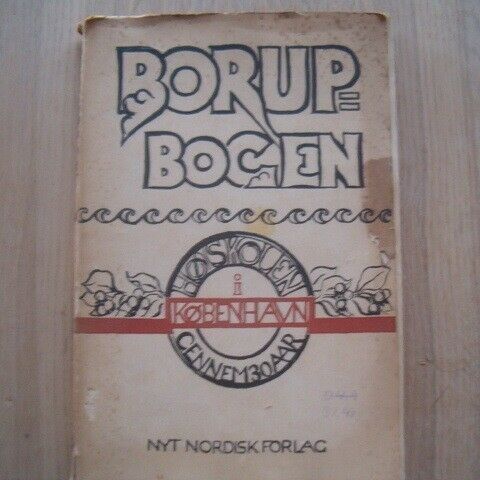 BORUP=
BOGEN
HØJSKOLEN
i
KØBENHAVN
GENNEM 30 AAR
NYT NORDISK FORLAG